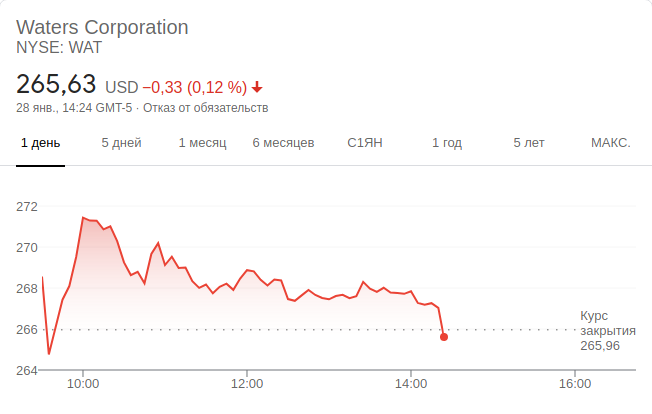 Waters Corporation
NYSE: WAT
265,63 USD −0,33 (0,12 %)
28 янв., 14:24 GMT-5 · Отказ от обязательств
1 день 5 дней 1 месяц 6 месяцев С1ЯН 1 год 5 лет МАКС.
272
270
268
266
264
Курс
закрытия
265,96
10:00 12:00 14:00 16:00